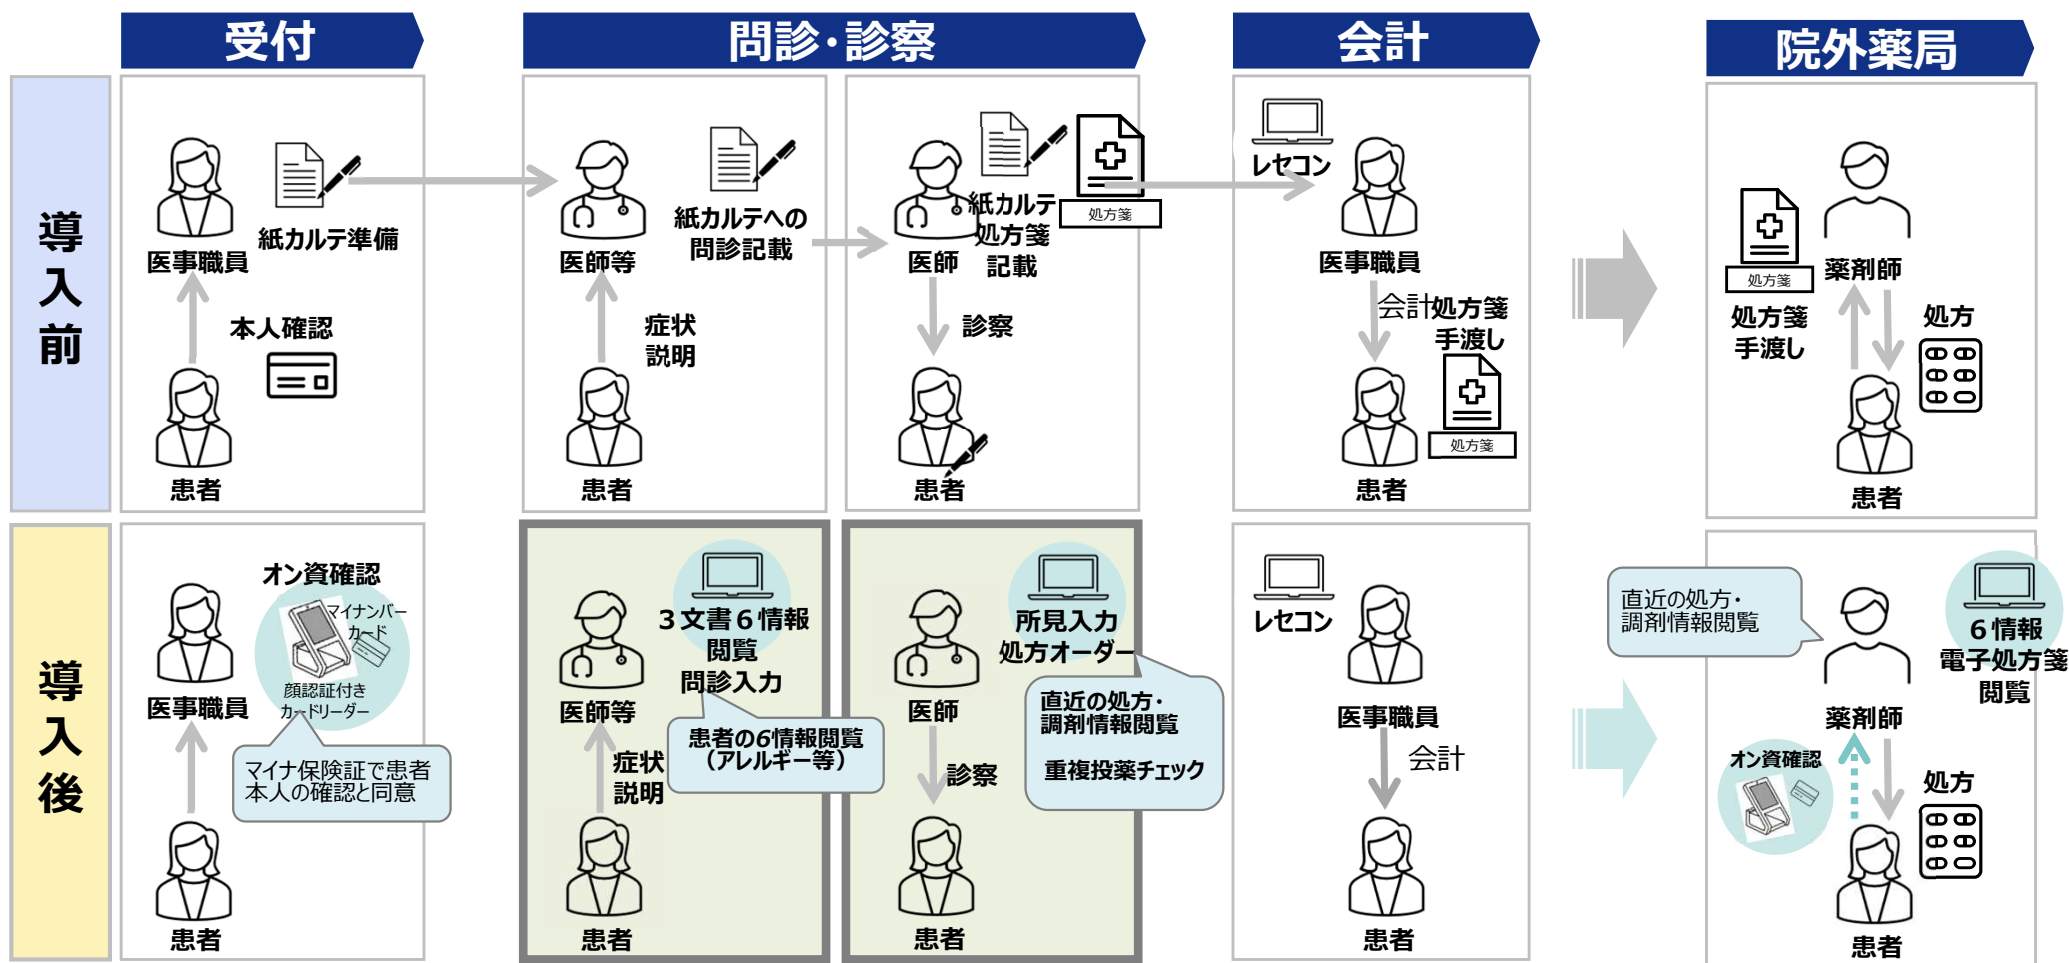 受付
問診・診察
会計
院外薬局
導入前
医事職員
紙カルテ準備
本人確認
患者
医師等
紙カルテへの
問診記載
症状
説明
患者
紙カルテ
処方箋
記載
処方箋
医師
診察
患者
レセコン
医事職員
会計
処方箋
手渡し
処方箋
患者
処方箋
処方箋
手渡し
薬剤師
処方
患者
導入後
オン資確認
マイナンバー
カード
顔認証付き
カードリーダー
医事職員
マイナ保険証で患者
本人の確認と同意
患者
3文書6情報
閲覧
問診入力
医師等
患者の6情報閲覧
（アレルギー等）
症状
説明
患者
所見入力
処方オーダー
医師
直近の処方・
調剤情報閲覧
重複投薬チェック
診察
患者
レセコン
医事職員
会計
患者
直近の処方・
調剤情報閲覧
6情報
電子処方箋
閲覧
薬剤師
オン資確認
処方
患者